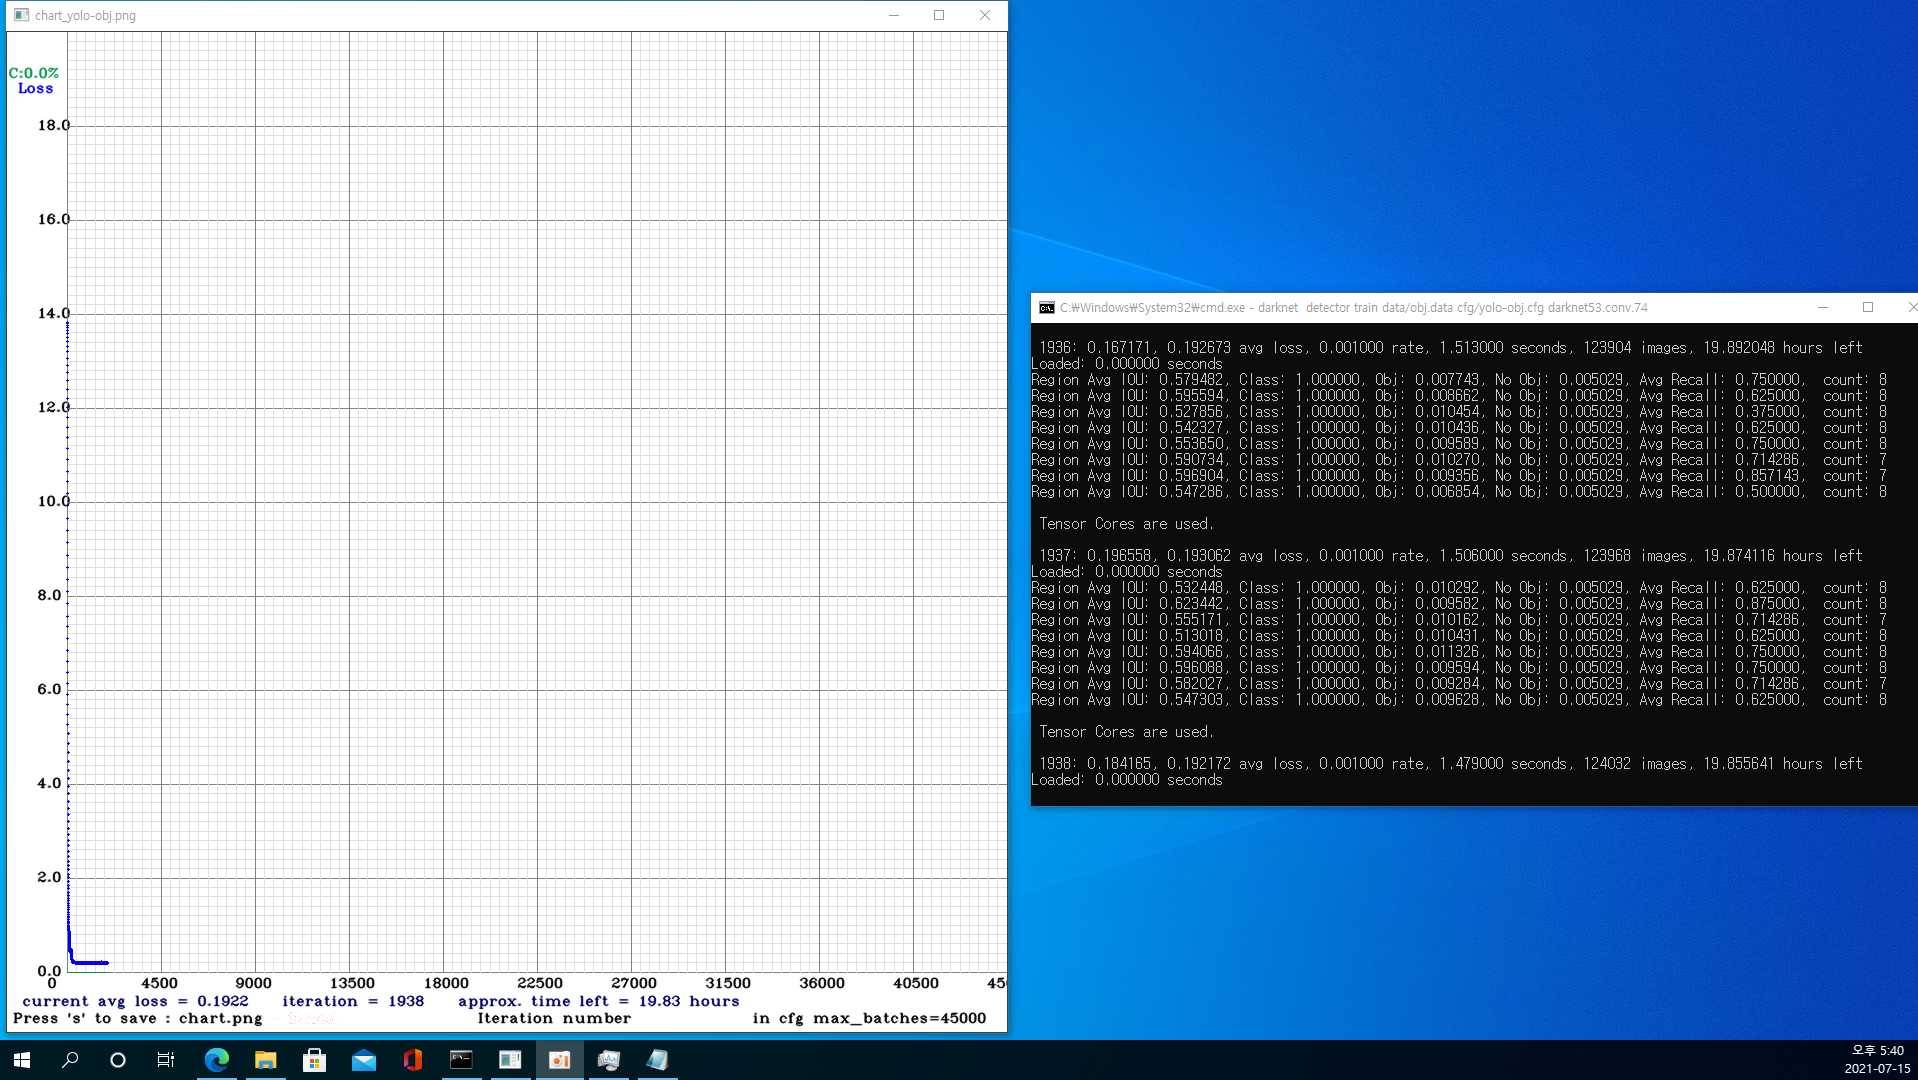 chart_yolo-obj.png
C:0.0%
Loss
18.0
16.0
14.0
12.0
10.0
8.0
6.0
4.0
2.0
0.0
0 4500 9000 13500 18000 22500 27000 31500 36000 40500 45
current avg loss = 0.1922 iteration = 1938 approx. time left = 19.83 hours
Press 's' to save : chart.png Iteration number in cfg max_batches=45000
C:\. C:₩Windows₩System32₩cmd.exe - darknet  detector train data/obj.data cfg/yolo-obj.cfg darknet53.conv.74
1936: 0.167171, 0.192673 avg loss, 0.001000 rate, 1.513000 seconds, 123904 images, 19.892048 hours left
Loaded: 0.000000 seconds
Region Avg IOU: 0.579482, Class: 1.000000, Obj: 0.007743, No Obj: 0.005029, Avg Recall: 0.750000,  count: 8
Region Avg IOU: 0.595594, Class: 1.000000, Obj: 0.008662, No Obj: 0.005029, Avg Recall: 0.625000,  count: 8
Region Avg IOU: 0.527856, Class: 1.000000, Obj: 0.010454, No Obj: 0.005029, Avg Recall: 0.375000,  count: 8
Region Avg IOU: 0.542327, Class: 1.000000, Obj: 0.010436, No Obj: 0.005029, Avg Recall: 0.625000,  count: 8
Region Avg IOU: 0.553650, Class: 1.000000, Obj: 0.009589, No Obj: 0.005029, Avg Recall: 0.750000,  count: 8
Region Avg IOU: 0.590734, Class: 1.000000, Obj: 0.010270, No Obj: 0.005029, Avg Recall: 0.714286,  count: 7
Region Avg IOU: 0.596904, Class: 1.000000, Obj: 0.009356, No Obj: 0.005029, Avg Recall: 0.857143,  count: 7
Region Avg IOU: 0.547286, Class: 1.000000, Obj: 0.006854, No Obj: 0.005029, Avg Recall: 0.500000,  count: 8
Tensor Cores are used.
1937: 0.196558, 0.193062 avg loss, 0.001000 rate, 1.506000 seconds, 123968 images, 19.874116 hours left
Loaded: 0.000000 seconds
Region Avg IOU: 0.532448, Class: 1.000000, Obj: 0.010292, No Obj: 0.005029, Avg Recall: 0.625000,  count: 8
Region Avg IOU: 0.623442, Class: 1.000000, Obj: 0.009582, No Obj: 0.005029, Avg Recall: 0.875000,  count: 8
Region Avg IOU: 0.555171, Class: 1.000000, Obj: 0.010162, No Obj: 0.005029, Avg Recall: 0.714286,  count: 7
Region Avg IOU: 0.513018, Class: 1.000000, Obj: 0.010431, No Obj: 0.005029, Avg Recall: 0.625000,  count: 8
Region Avg IOU: 0.594066, Class: 1.000000, Obj: 0.011326, No Obj: 0.005029, Avg Recall: 0.750000,  count: 8
Region Avg IOU: 0.596088, Class: 1.000000, Obj: 0.009594, No Obj: 0.005029, Avg Recall: 0.750000,  count: 8
Region Avg IOU: 0.582027, Class: 1.000000, Obj: 0.009284, No Obj: 0.005029, Avg Recall: 0.714286,  count: 7
Region Avg IOU: 0.547303, Class: 1.000000, Obj: 0.009628, No Obj: 0.005029, Avg Recall: 0.625000,  count: 8
Tensor Cores are used.
1938: 0.184165, 0.192172 avg loss, 0.001000 rate, 1.479000 seconds, 124032 images, 19.855641 hours left
Loaded: 0.000000 seconds
오후 5:40
2021-07-15